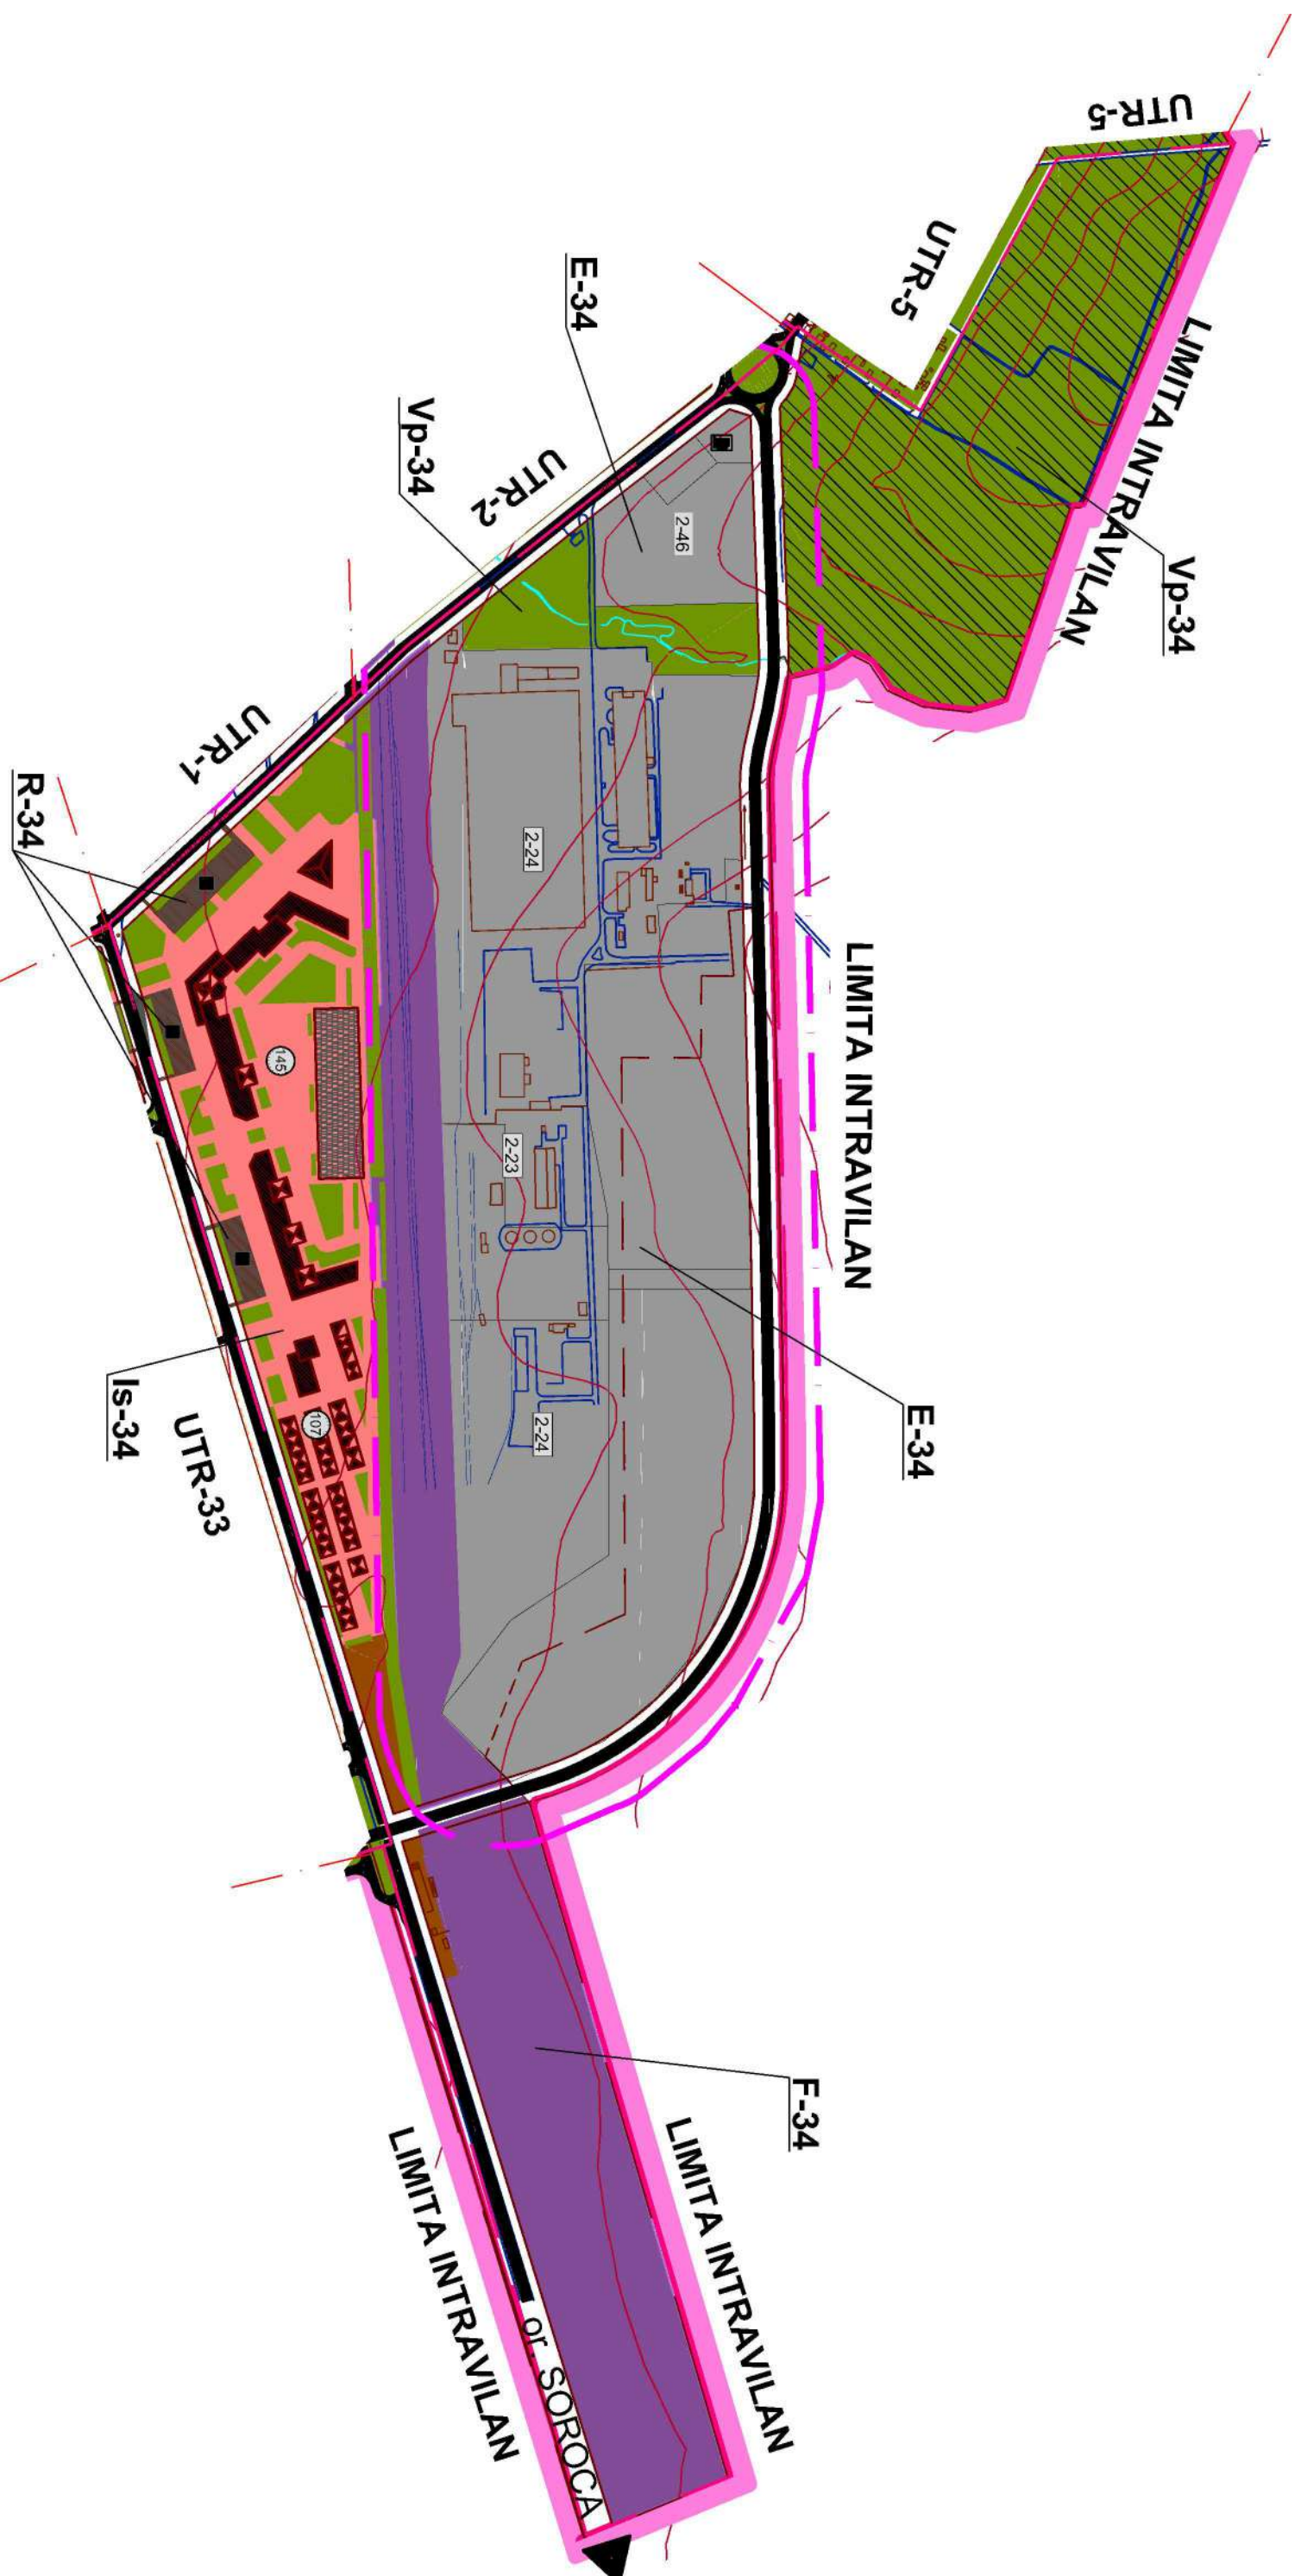 UTR-5
LIMITA INTRAVILAN
UTR-5
Vp-34
E-34
Vp-34
UTR-2
2-46
UTR-1
R-34
2-24
LIMITA INTRAVILAN
145
2-23
E-34
Is-34
107
2-24
UTR-33
F-34
LIMITA INTRAVILAN
LIMITA INTRAVILAN
or. SOROCA